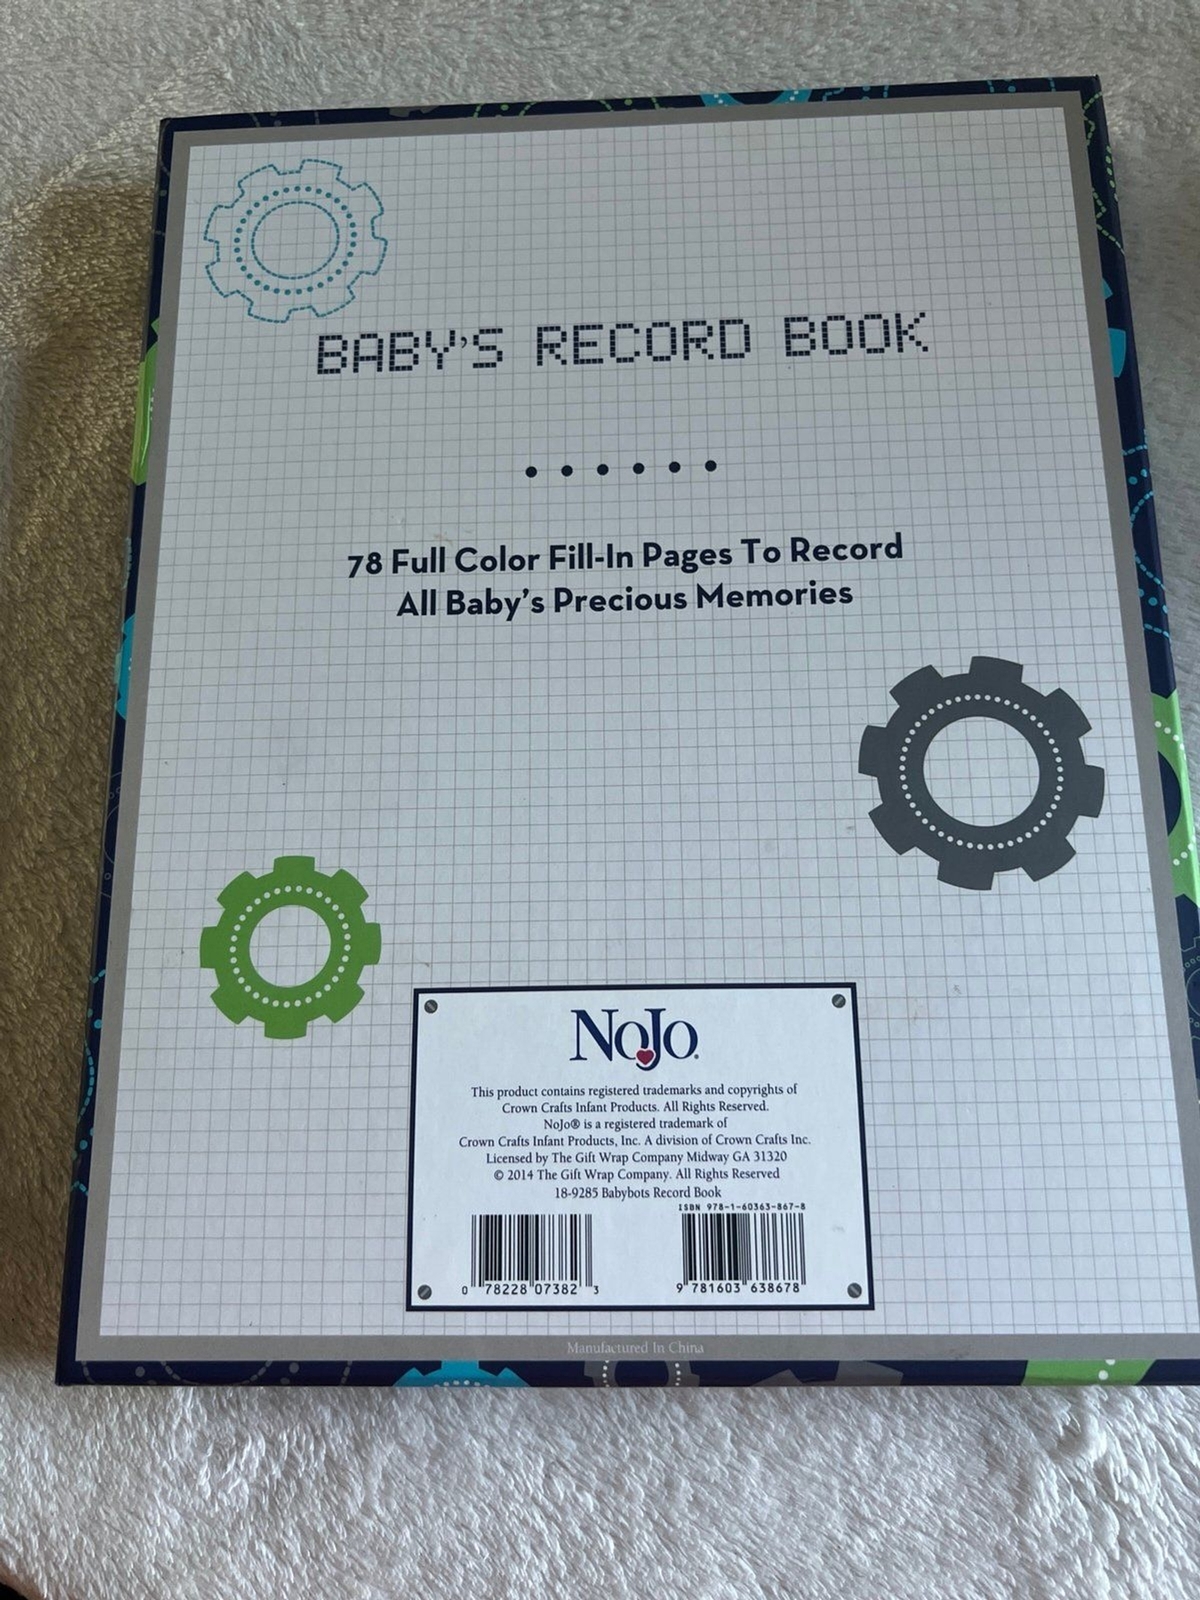 BABY'S RECORD BOOK
78 Full Color Fill-In Pages To Record
All Baby's Precious Memories
NoJo®
This product contains registered trademarks and copyrights of
Crown Crafts Infant Products. All Rights Reserved.
NoJo® is a registered trademark of
Crown Crafts Infant Products, Inc. A division of Crown Crafts Inc.
Licensed by The Gift Wrap Company Midway GA 31320
© 2014 The Gift Wrap Company. All Rights Reserved
18-9285 Babybots Record Book
ISBN 978-1-60363-867-8
0 78228 07382 3
9 781603 638678
Manufactured In China